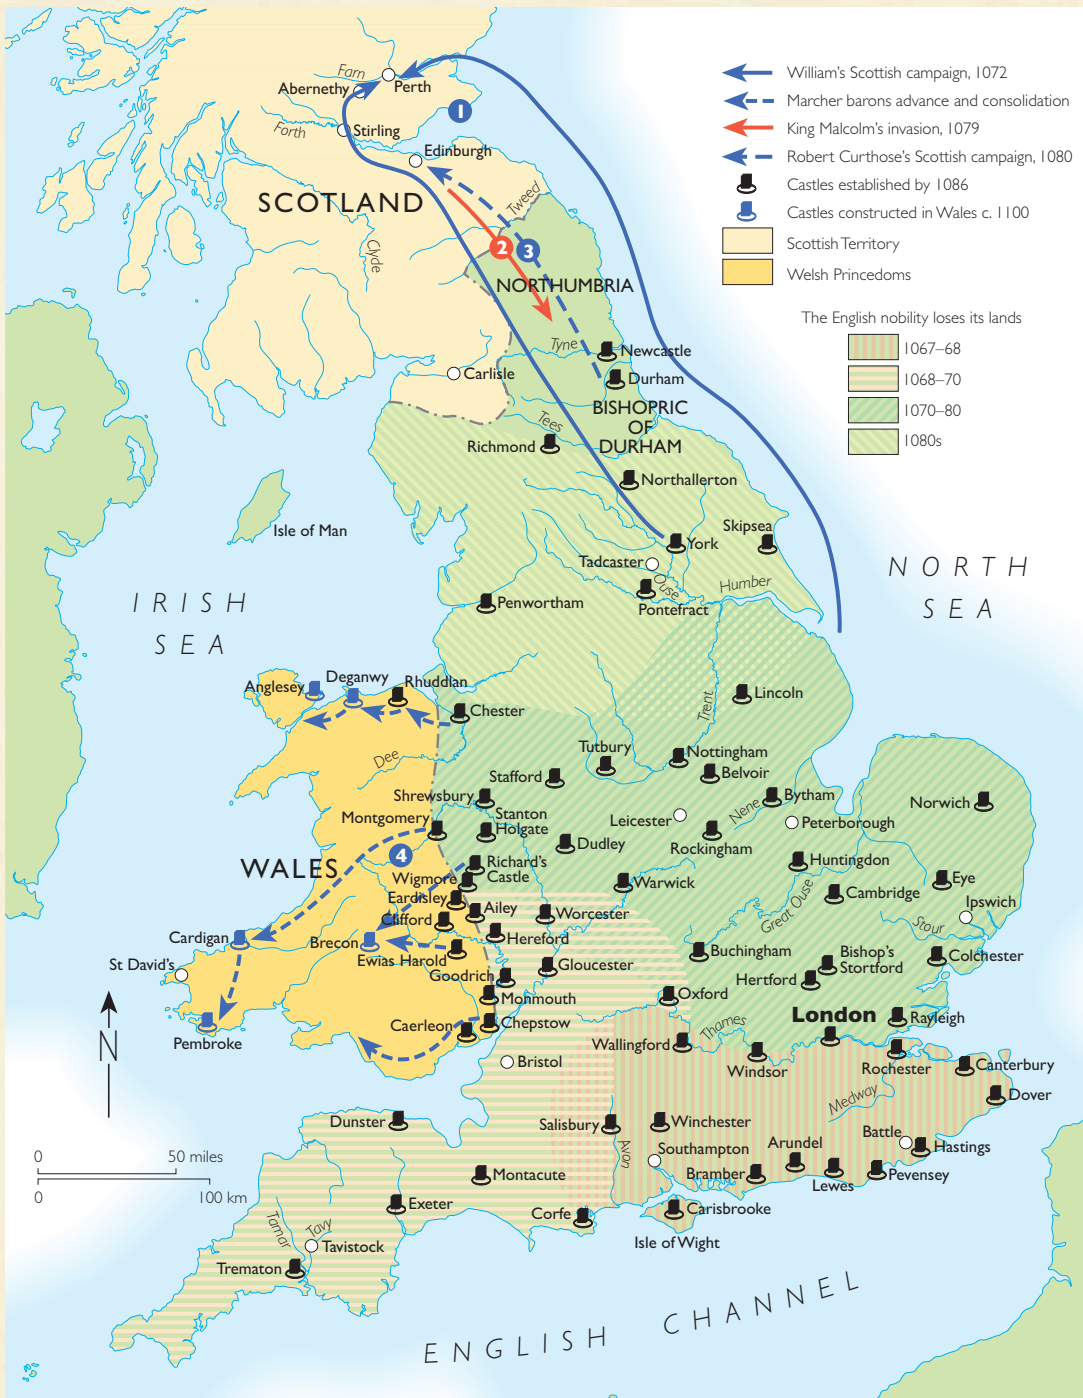 William's Scottish campaign, 1072
Marcher barons advance and consolidation
King Malcolm's invasion, 1079
Robert Curthose's Scottish campaign, 1080
Castles established by 1086
Castles constructed in Wales c. 1100
Scottish Territory
Welsh Princedoms
The English nobility loses its lands
1067–68
1068–70
1070–80
1080s
Earn
Perth
Abernethy
1
Forth
Stirling
Edinburgh
SCOTLAND
Tweed
Clyde
2
3
NORTHUMBRIA
Tyne
Newcastle
Carlisle
Durham
BISHOPRIC
OF
DURHAM
Tees
Richmond
Northallerton
Isle of Man
Skipsea
York
Tadcaster
Ouse
Humber
Pontefract
Penwortham
NORTH
SEA
IRISH
SEA
Anglesey
Deganwy
Rhuddlan
Chester
Lincoln
Trent
Dee
Tutbury
Nottingham
Belvoir
Stafford
Shrewsbury
Bytham
Norwich
Montgomery
Stanton
Holgate
Leicester
Nene
Peterborough
Rockingham
Dudley
WALES
4
Richard's
Castle
Wigmore
Huntingdon
Warwick
Eye
Cambridge
Great Ouse
Eardisley
Ailey
Clifford
Worcester
Ipswich
Stour
Cardigan
Brecon
Hereford
Ewias Harold
Buchingham
Bishop's
Stortford
Colchester
St David's
Goodrich
Gloucester
Hertford
Monmouth
Oxford
N
Pembroke
Caerleon
Chepstow
London
Rayleigh
Wallingford
Thames
Windsor
Rochester
Canterbury
Bristol
Medway
Dover
Dunster
Salisbury
Winchester
Battle
Hastings
Avon
Southampton
Arundel
0
50 miles
0
100 km
Montacute
Bramber
Lewes
Pevensey
Exeter
Corfe
Carisbrooke
Isle of Wight
Tamar
Tavy
Tavistock
Trematon
ENGLISH CHANNEL